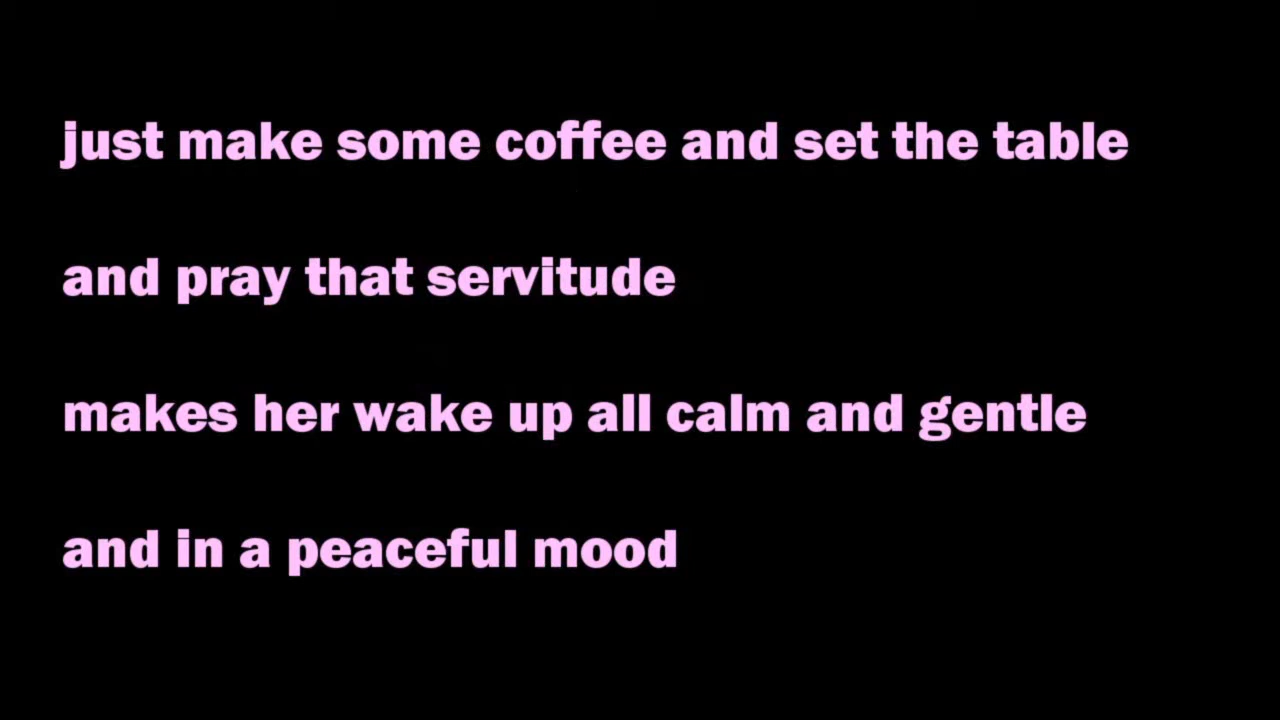 just make some coffee and set the table
and pray that servitude
makes her wake up all calm and gentle
and in a peaceful mood